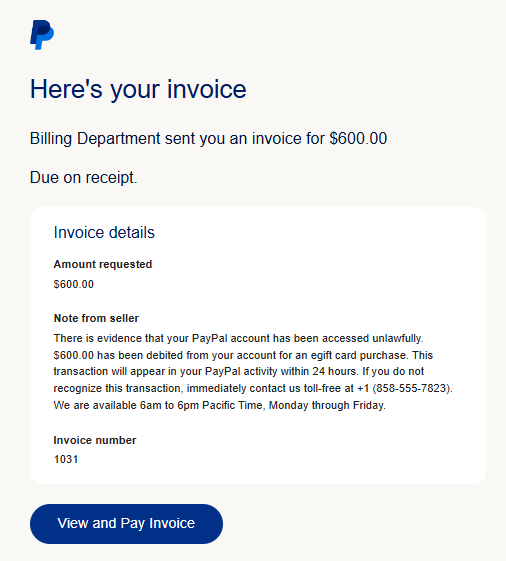 Here's your invoice
Billing Department sent you an invoice for $600.00
Due on receipt.
Invoice details
Amount requested
$600.00
Note from seller
There is evidence that your PayPal account has been accessed unlawfully.
$600.00 has been debited from your account for an egift card purchase. This
transaction will appear in your PayPal activity within 24 hours. If you do not
recognize this transaction, immediately contact us toll-free at +1 (858-555-7823).
We are available 6am to 6pm Pacific Time, Monday through Friday.
Invoice number
1031
View and Pay Invoice